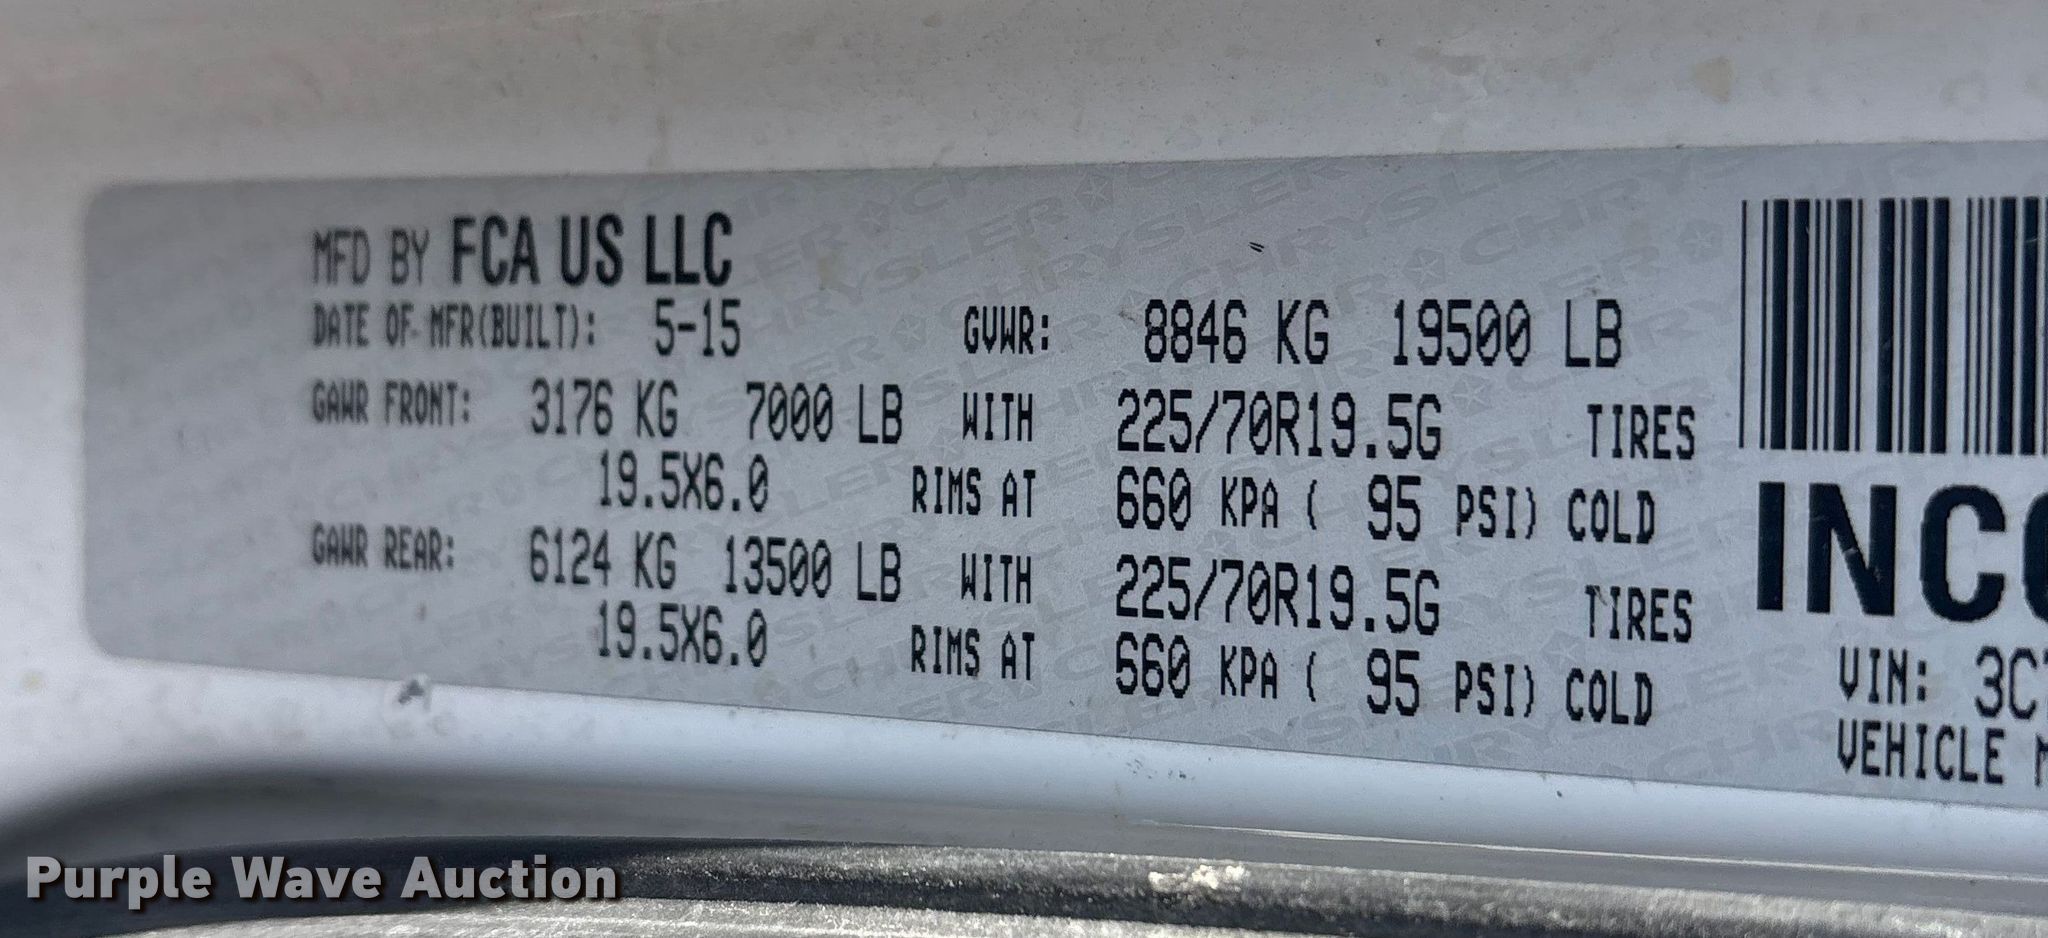 MFD BY FCA US LLC
DATE OF MFR(BUILT): 5-15 GVWR: 8846 KG 19500 LB
GAWR FRONT: 3176 KG 7000 LB WITH 225/70R19.5G TIRES
19.5X6.0 RIMS AT 660 KPA ( 95 PSI) COLD
GAWR REAR: 6124 KG 13500 LB WITH 225/70R19.5G TIRES
19.5X6.0 RIMS AT 660 KPA ( 95 PSI) COLD
INC
VIN: 3C
VEHICLE
Purple Wave Auction